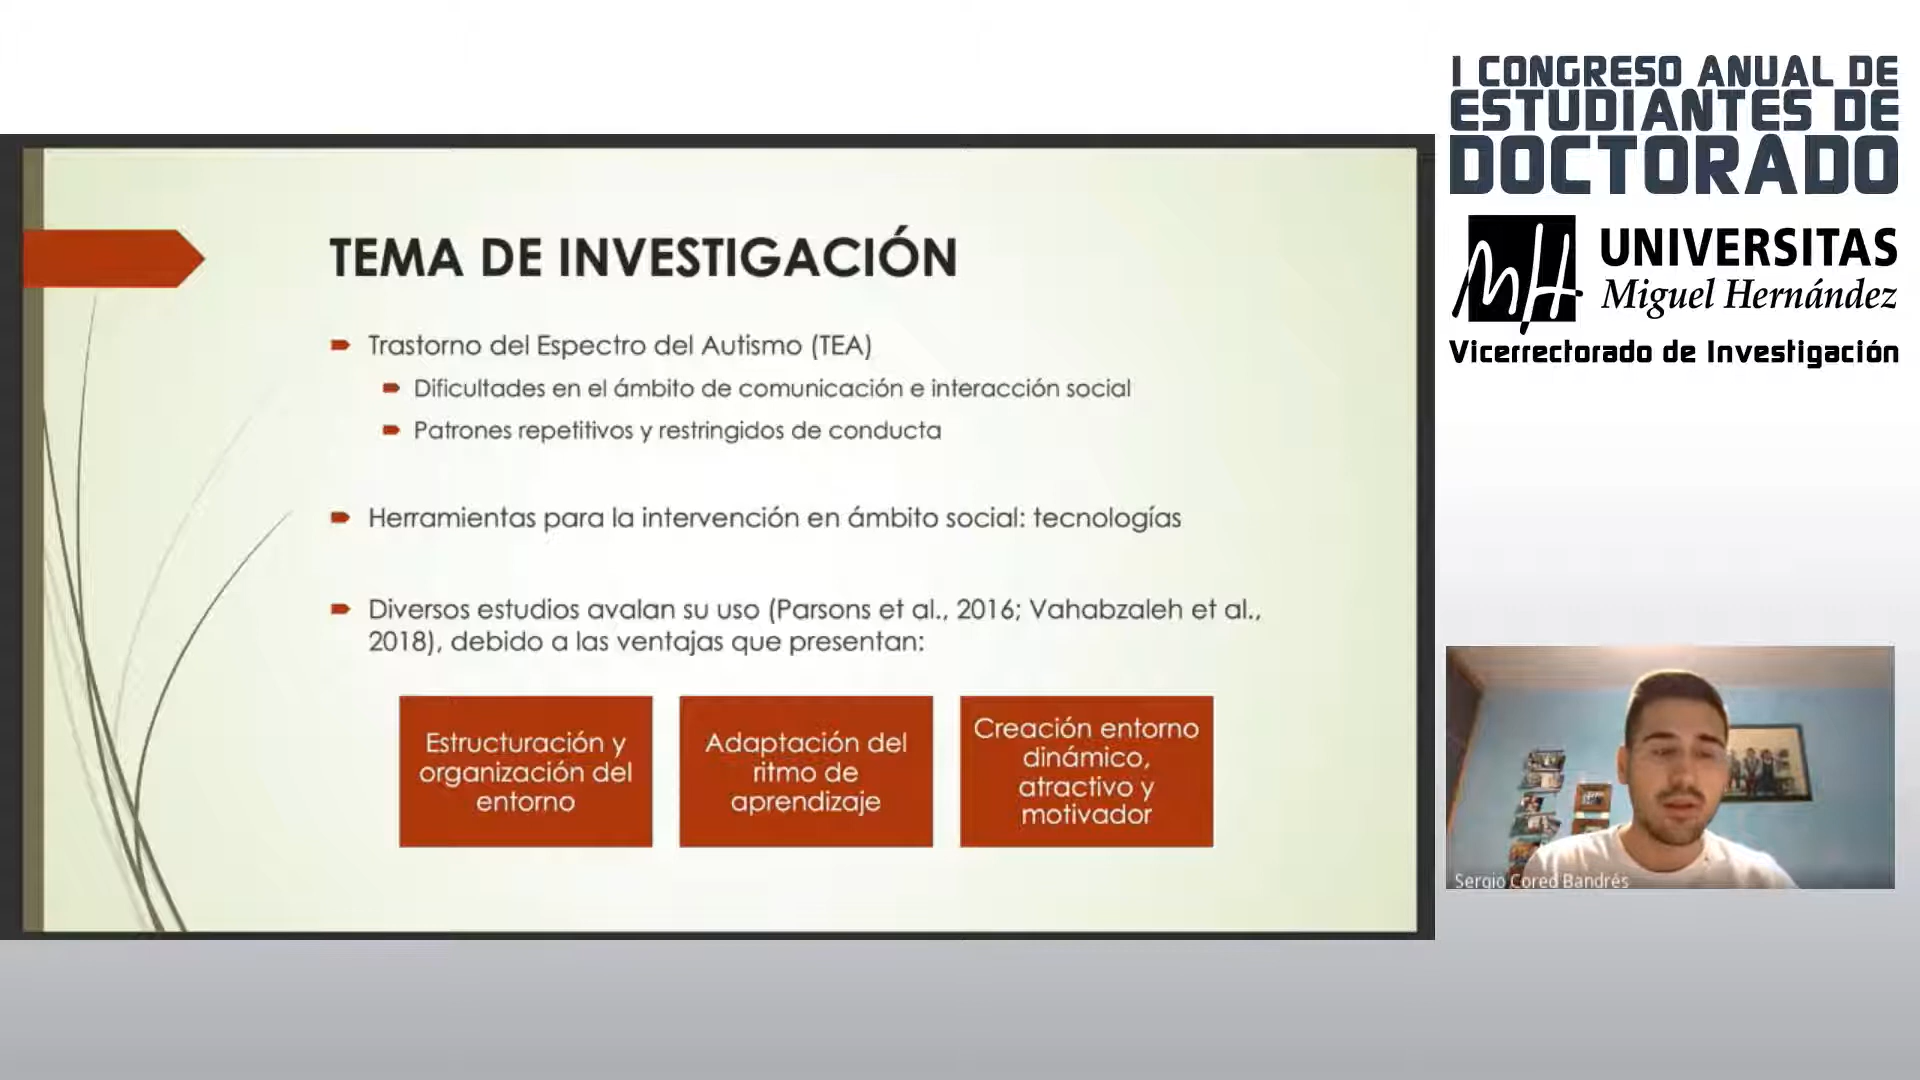 TEMA DE INVESTIGACIÓN
Trastorno del Espectro del Autismo (TEA)
Dificultades en el ámbito de comunicación e interacción social
Patrones repetitivos y restringidos de conducta
Herramientas para la intervención en ámbito social: tecnologías
Diversos estudios avalan su uso (Parsons et al., 2016; Vahabzaleh et al.,
2018), debido a las ventajas que presentan:
Estructuración y
organización del
entorno
Adaptación del
ritmo de
aprendizaje
Creación entorno
dinámico,
atractivo y
motivador
I CONGRESO ANUAL DE
ESTUDIANTES DE
DOCTORADO
UNIVERSITAS
Miguel Hernández
Vicerrectorado de Investigación
Sergio Cored Bandrés